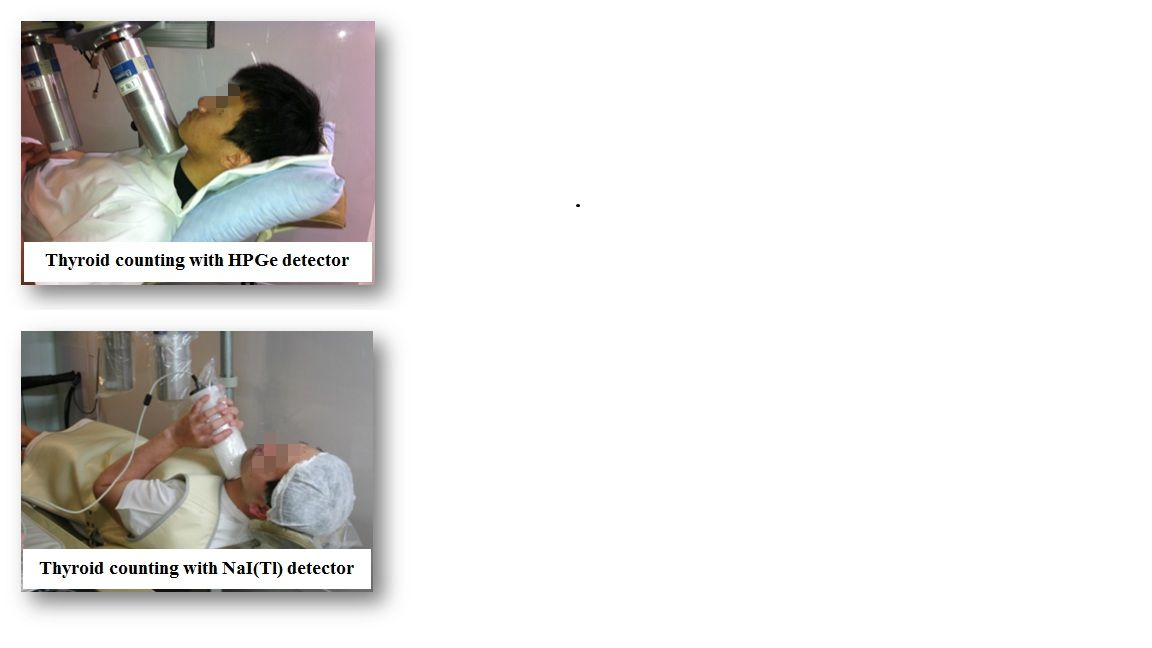 Thyroid counting with HPGe detector
Thyroid counting with NaI(Tl) detector